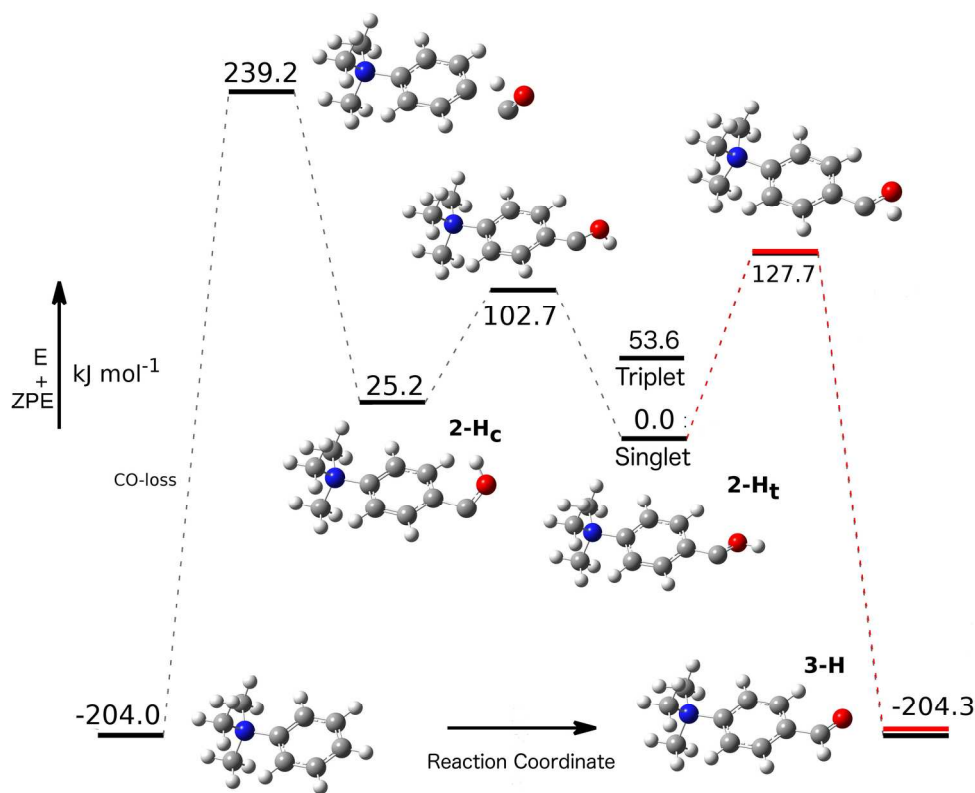 239.2
127.7
102.7
53.6
Triplet
E
+
ZPE
kJ mol⁻¹
25.2
0.0 :
Singlet
2-Hc
CO-loss
2-Ht
3-H
-204.0
-204.3
Reaction Coordinate